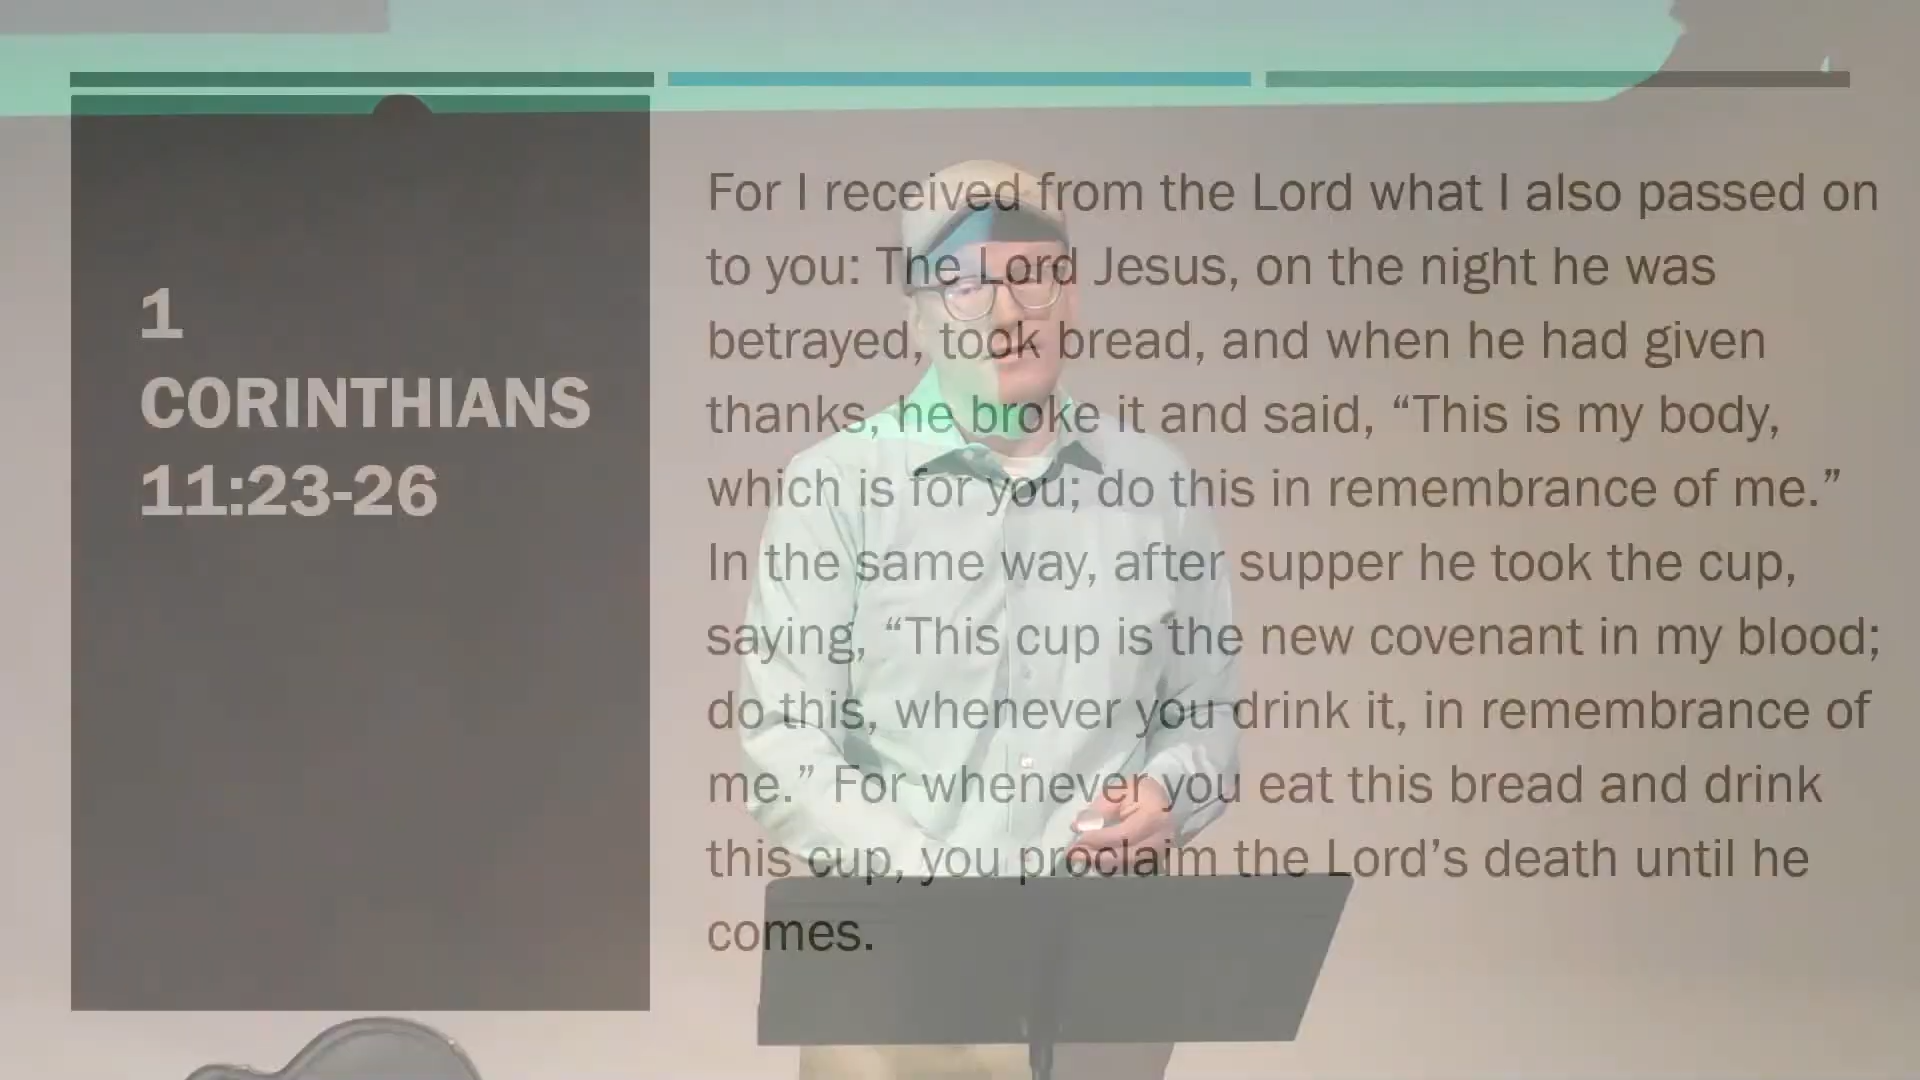 1
CORINTHIANS
11:23-26
For I received from the Lord what I also passed on
to you: The Lord Jesus, on the night he was
betrayed, took bread, and when he had given
thanks, he broke it and said, “This is my body,
which is for you; do this in remembrance of me.”
In the same way, after supper he took the cup,
saying, “This cup is the new covenant in my blood;
do this, whenever you drink it, in remembrance of
me.” For whenever you eat this bread and drink
this cup, you proclaim the Lord’s death until he
comes.